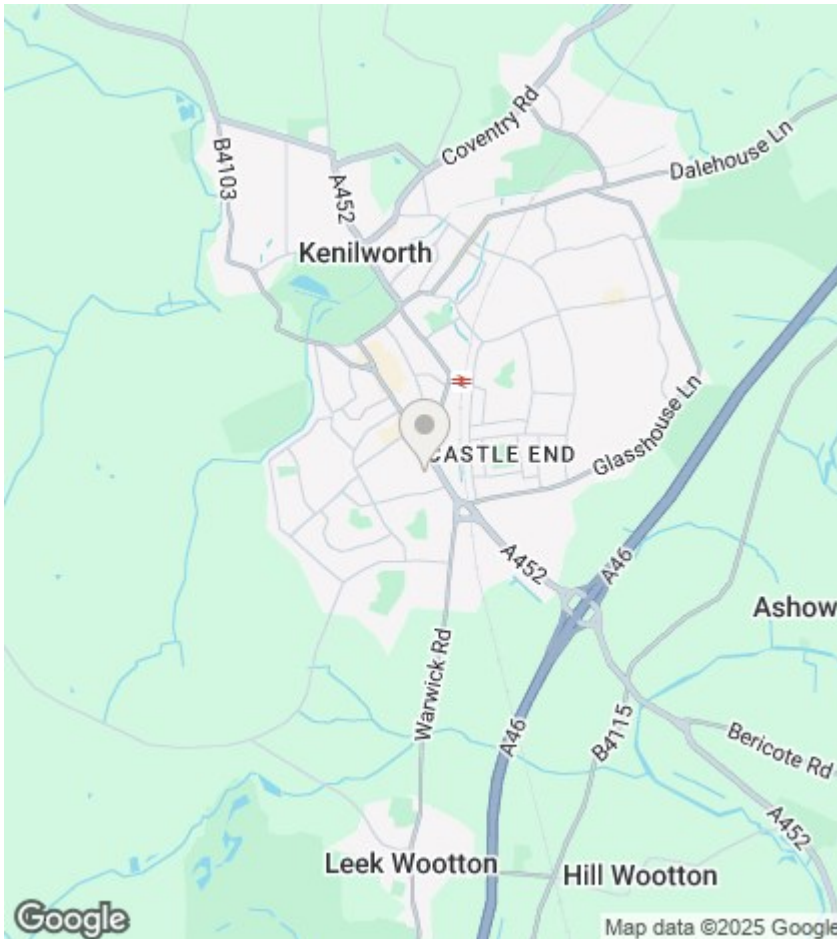 Coventry Rd
Dalehouse Ln
B4103
A452
Kenilworth
Glasshouse Ln
CASTLE END
A452
A46
Ashow
Warwick Rd
A46
B4115
Bericote Rd
A452
Leek Wootton
Hill Wootton
Google
Map data ©2025 Google